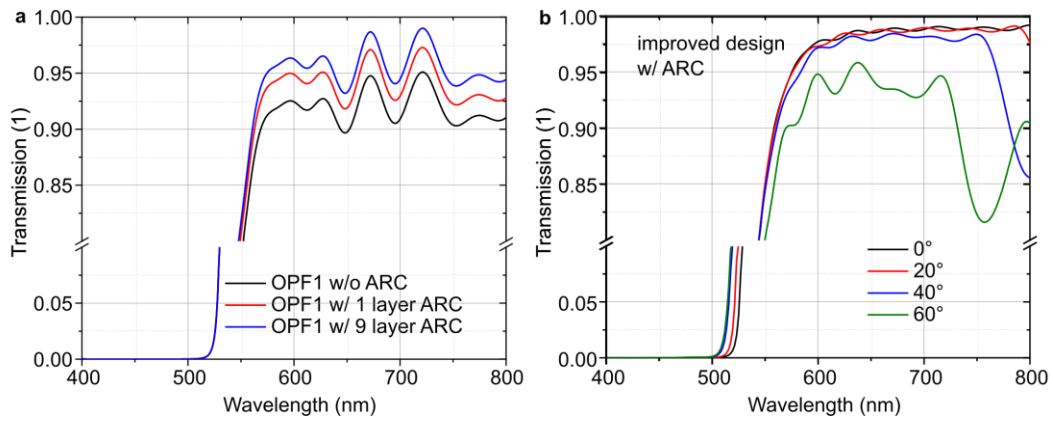 a
1.00
0.95
0.90
0.85
0.05
0.00
Transmission (1)
OPF1 w/o ARC
OPF1 w/ 1 layer ARC
OPF1 w/ 9 layer ARC
400 500 600 700 800
Wavelength (nm)
b
1.00
0.95
0.90
0.85
0.05
0.00
Transmission (1)
improved design
w/ ARC
0°
20°
40°
60°
400 500 600 700 800
Wavelength (nm)